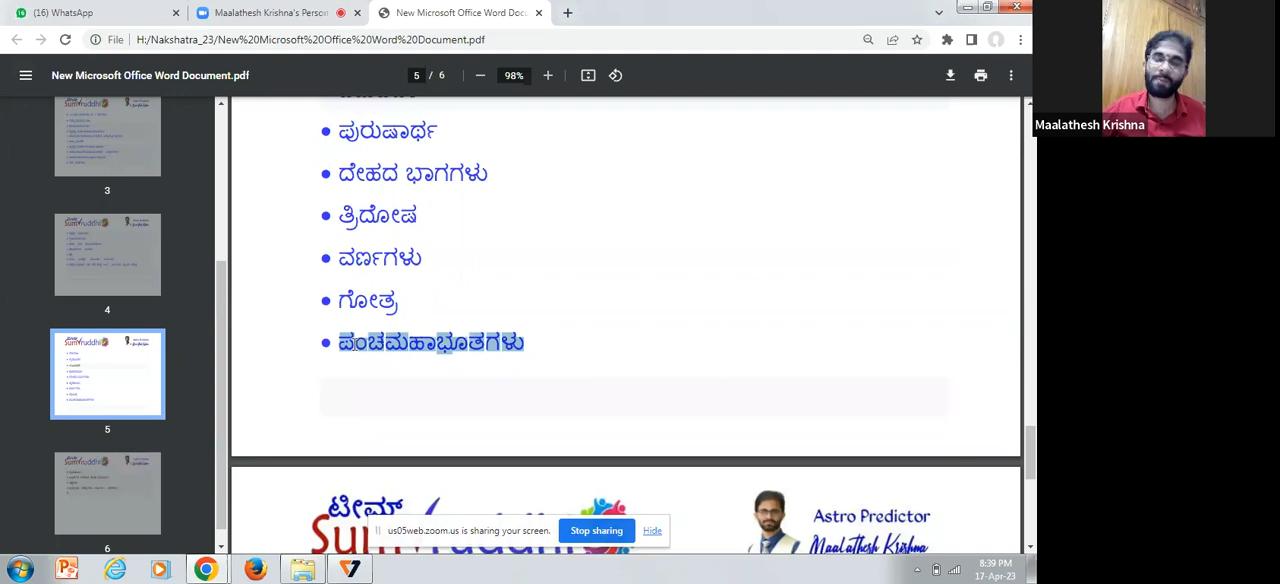 (16) WhatsApp
Maalathesh Krishna's Person
New Microsoft Office Word Docu
File H:/Nakshatra_23/New%20Microsoft%20Office%20Word%20Document.pdf
New Microsoft Office Word Document.pdf
5 / 6
98%
Maalathesh Krishna
• ಪುರುಷಾರ್ಥ
• ದೇಹದ ಭಾಗಗಳು
• ತ್ರಿದೋಷ
• ವರ್ಣಗಳು
• ಗೋತ್ರ
• ಪಂಚಮಹಾಭೂತಗಳು
3
4
5
6
ಟೀಮ್
Sumruddhi
Astro Predictor
Maalathesh Krishna
us05web.zoom.us is sharing your screen.
Stop sharing
Hide
8:39 PM
17-Apr-23